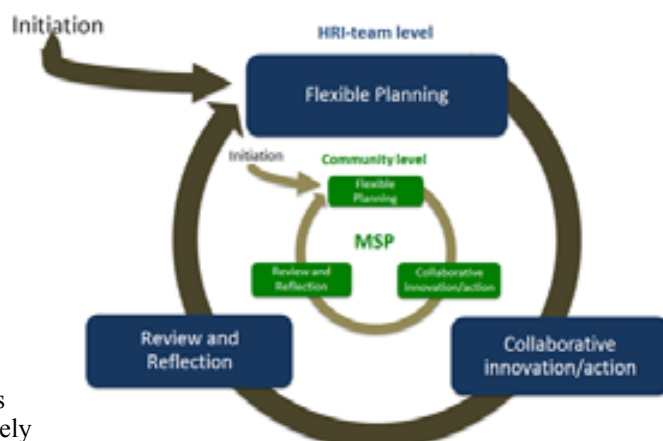 Initiation
HRI-team level
Flexible Planning
Initiation
Community level
Flexible
Planning
MSP
Review and
Reflection
Collaborative
innovation/action
Review and
Reflection
Collaborative
innovation/action
s
ely